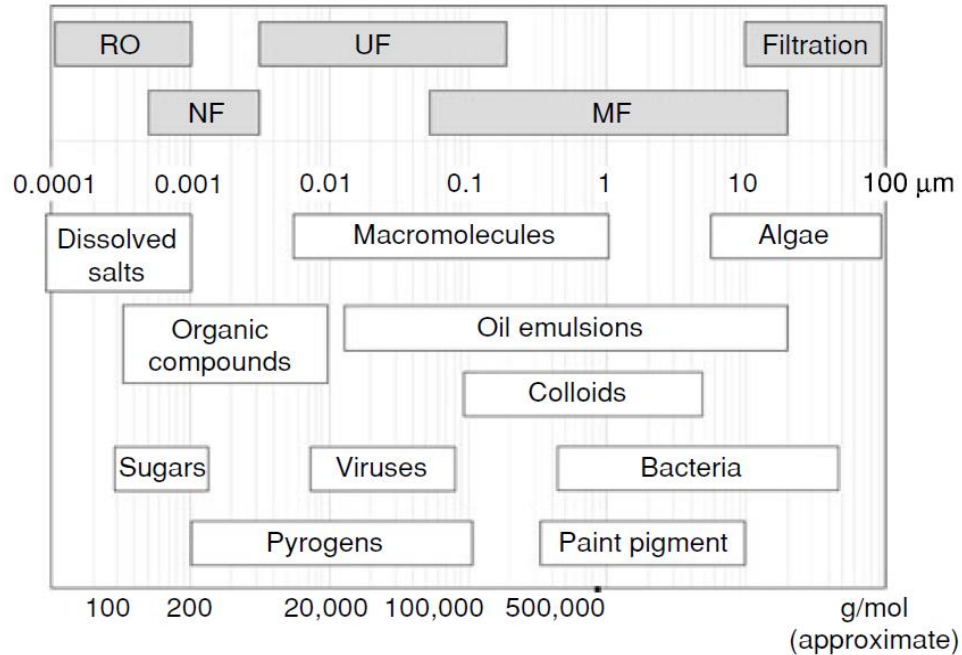 RO UF Filtration
NF MF
0.0001 0.001 0.01 0.1 1 10 100 μm
Dissolved
salts
Macromolecules
Algae
Organic
compounds
Oil emulsions
Colloids
Sugars Viruses Bacteria
Pyrogens Paint pigment
100 200 20,000 100,000 500,000 g/mol
(approximate)